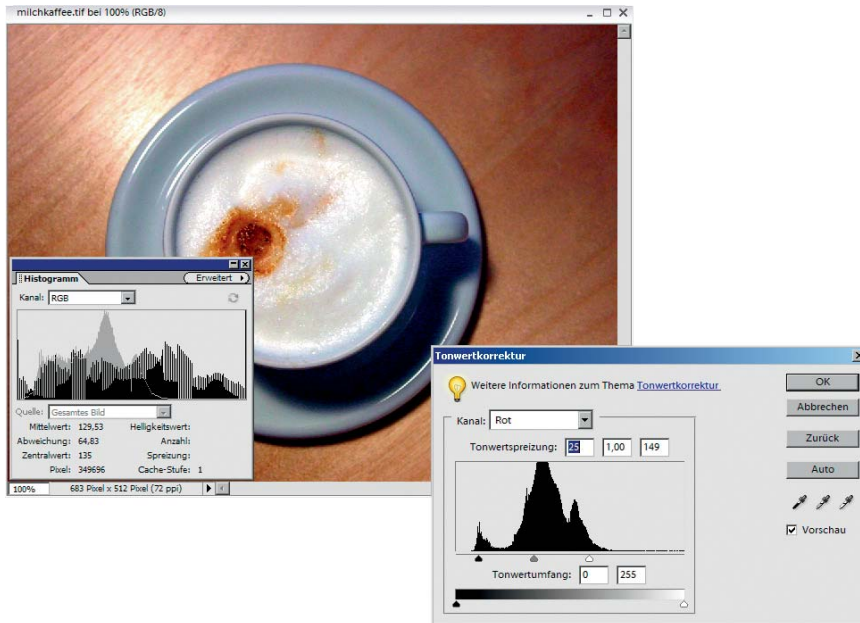 milchkaffee.tif bei 100% (RGB/8)
Histogramm
Erweitert
Kanal: RGB
Quelle: Gesamtes Bild
Mittelwert: 129,53 Helligkeitswert:
Abweichung: 64,83 Anzahl:
Zentralwert: 135 Spreizung:
Pixel: 349696 Cache-Stufe: 1
100% 683 Pixel x 512 Pixel (72 ppi)
Tonwertkorrektur
Weitere Informationen zum Thema Tonwertkorrektur
Kanal: Rot
Tonwertspreizung: 25 1,00 149
Tonwertumfang: 0 255
OK
Abbrechen
Zurück
Auto
Vorschau